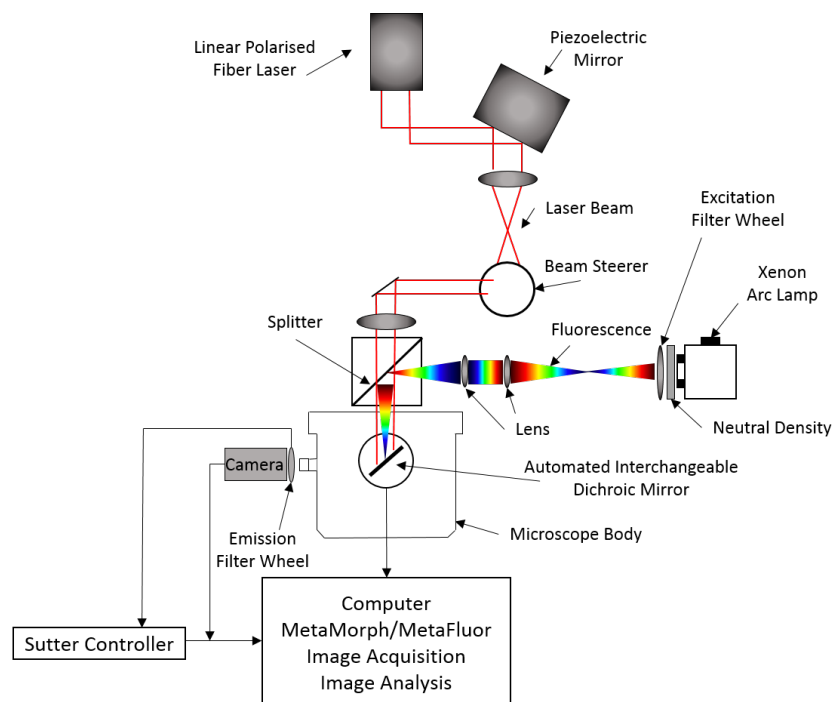 Linear Polarised
Fiber Laser
Piezoelectric
Mirror
Laser Beam
Excitation
Filter Wheel
Beam Steerer
Xenon
Arc Lamp
Splitter
Fluorescence
Lens
Lens
Neutral Density
Camera
Automated Interchangeable
Dichroic Mirror
Emission
Filter Wheel
Microscope Body
Sutter Controller
Computer
MetaMorph/MetaFluor
Image Acquisition
Image Analysis